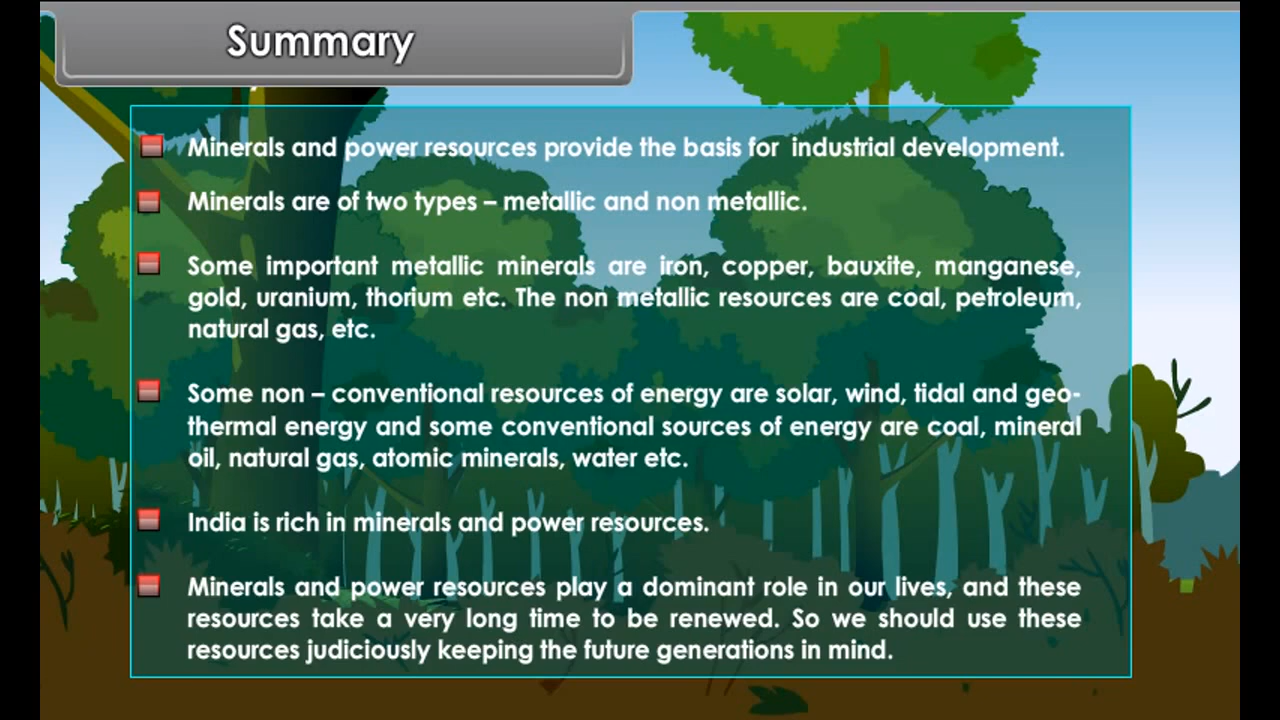 Summary
Minerals and power resources provide the basis for industrial development.
Minerals are of two types – metallic and non metallic.
Some important metallic minerals are iron, copper, bauxite, manganese,
gold, uranium, thorium etc. The non metallic resources are coal, petroleum,
natural gas, etc.
Some non – conventional resources of energy are solar, wind, tidal and geo-
thermal energy and some conventional sources of energy are coal, mineral
oil, natural gas, atomic minerals, water etc.
India is rich in minerals and power resources.
Minerals and power resources play a dominant role in our lives, and these
resources take a very long time to be renewed. So we should use these
resources judiciously keeping the future generations in mind.